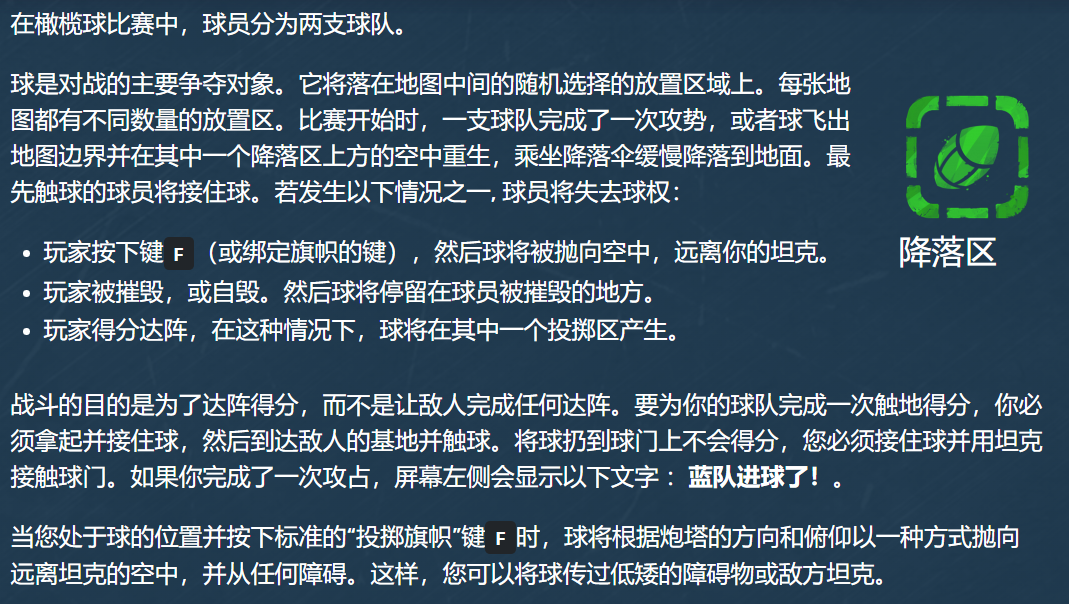 在橄榄球比赛中，球员分为两支球队。
球是对战的主要争夺对象。它将落在地图中间的随机选择的放置区域上。每张地
图都有不同数量的放置区。比赛开始时，一支球队完成了一次攻势，或者球飞出
地图边界并在其中一个降落区上方的空中重生，乘坐降落伞缓慢降落到地面。最
先触球的球员将接住球。若发生以下情况之一, 球员将失去球权：
降落区
• 玩家按下键 F （或绑定旗帜的键），然后球将被抛向空中，远离你的坦克。
• 玩家被摧毁，或自毁。然后球将停留在球员被摧毁的地方。
• 玩家得分达阵，在这种情况下，球将在其中一个投掷区产生。
战斗的目的是为了达阵得分，而不是让敌人完成任何达阵。要为你的球队完成一次触地得分，你必
须拿起并接住球，然后到达敌人的基地并触球。将球扔到球门上不会得分，您必须接住球并用坦克
接触球门。如果你完成了一次攻占，屏幕左侧会显示以下文字 ：蓝队进球了！。
当您处于球的位置并按下标准的“投掷旗帜”键 F 时，球将根据炮塔的方向和俯仰以一种方式抛向
远离坦克的空中，并从任何障碍。这样，您可以将球传过低矮的障碍物或敌方坦克。